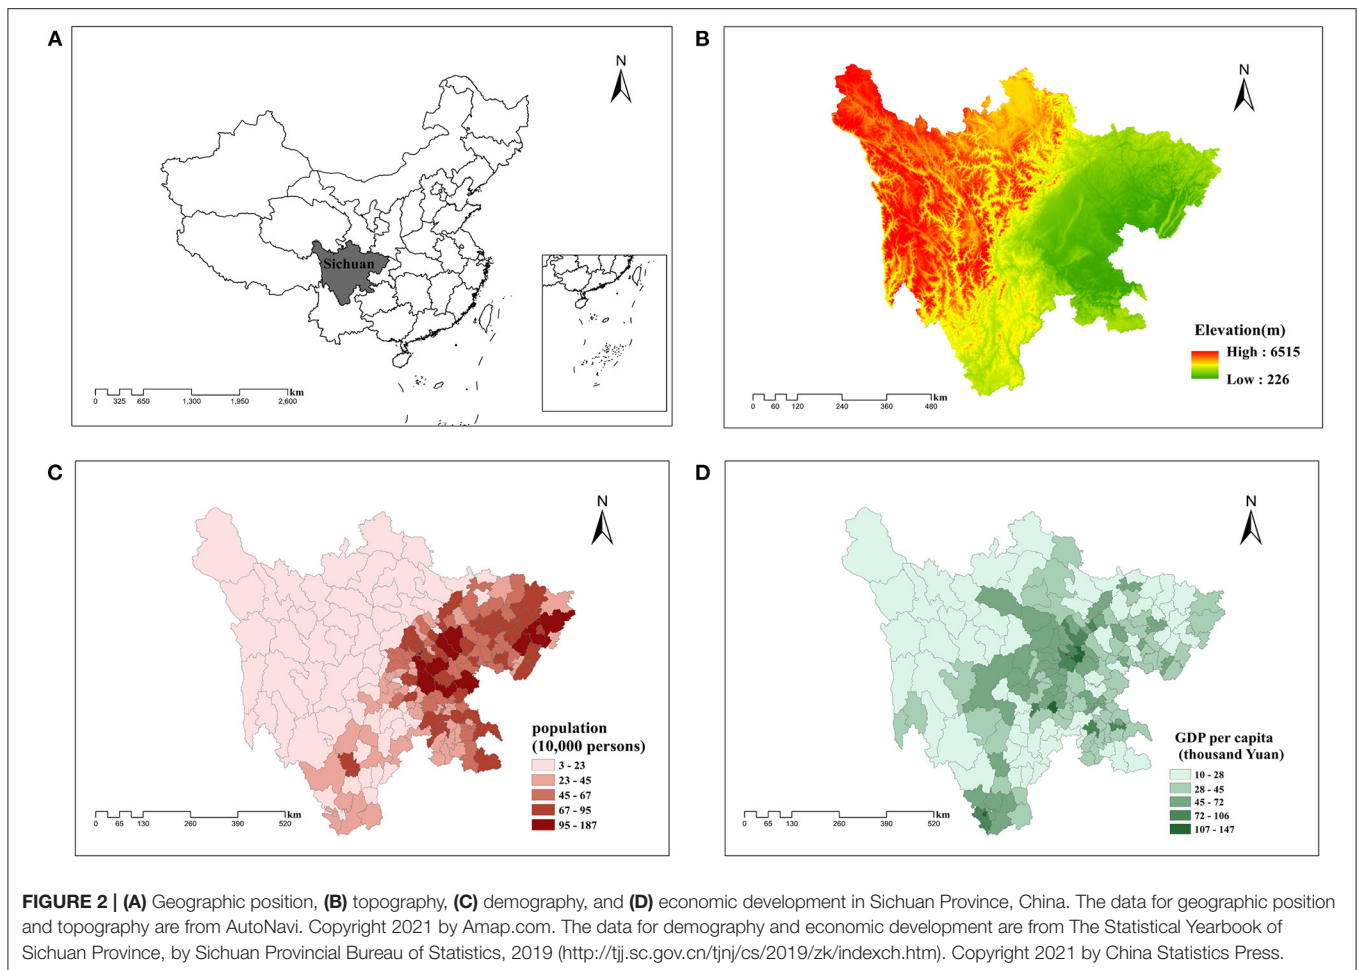 A
N
Sichuan
km
0 325 650 1,300 1,950 2,600
B
N
Elevation(m)
High : 6515
Low : 226
0 60 120 240 360 480
km
C
N
population
(10,000 persons)
3 - 23
23 - 45
45 - 67
67 - 95
95 - 187
km
0 65 130 260 390 520
D
N
GDP per capita
(thousand Yuan)
10 - 28
28 - 45
45 - 72
72 - 106
107 - 147
km
0 65 130 260 390 520
FIGURE 2 | (A) Geographic position, (B) topography, (C) demography, and (D) economic development in Sichuan Province, China. The data for geographic position
and topography are from AutoNavi. Copyright 2021 by Amap.com. The data for demography and economic development are from The Statistical Yearbook of
Sichuan Province, by Sichuan Provincial Bureau of Statistics, 2019 (http://tjj.sc.gov.cn/tjnj/cs/2019/zk/indexch.htm). Copyright 2021 by China Statistics Press.